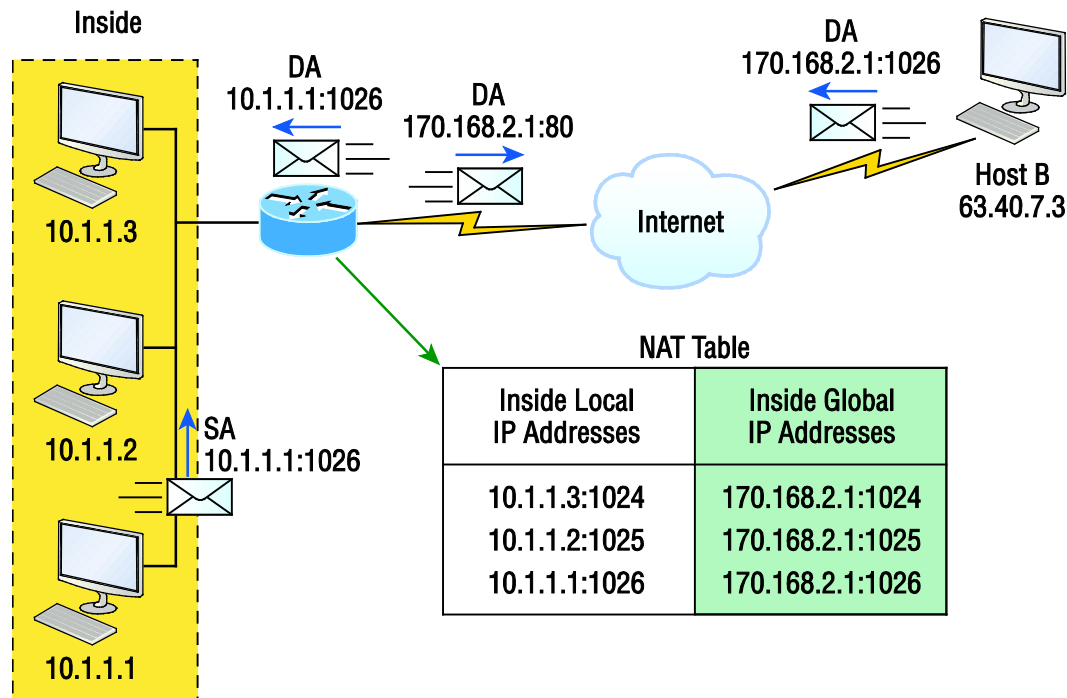 Inside
DA
10.1.1.1:1026
DA
170.168.2.1:80
DA
170.168.2.1:1026
10.1.1.3
Internet
Host B
63.40.7.3
10.1.1.2
SA
10.1.1.1:1026
10.1.1.1
NAT Table
Inside Local
IP Addresses
Inside Global
IP Addresses
10.1.1.3:1024
170.168.2.1:1024
10.1.1.2:1025
170.168.2.1:1025
10.1.1.1:1026
170.168.2.1:1026